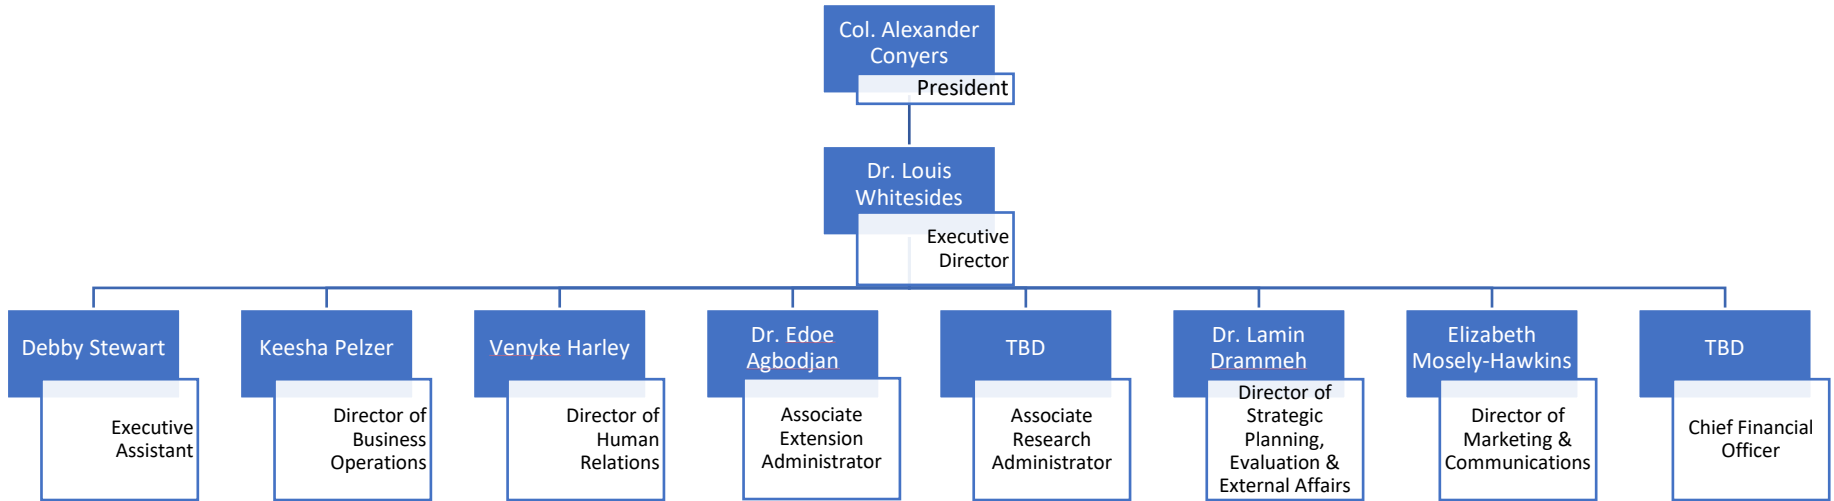 Col. Alexander
Conyers
President
Dr. Louis
Whitesides
Executive
Director
Debby Stewart
Executive
Assistant
Keesha Pelzer
Director of
Business
Operations
Venyke Harley
Director of
Human
Relations
Dr. Edoe
Agbodjan
Associate
Extension
Administrator
TBD
Associate
Research
Administrator
Dr. Lamin
Drammeh
Director of
Strategic
Planning,
Evaluation &
External Affairs
Elizabeth
Mosely-Hawkins
Director of
Marketing &
Communications
TBD
Chief Financial
Officer